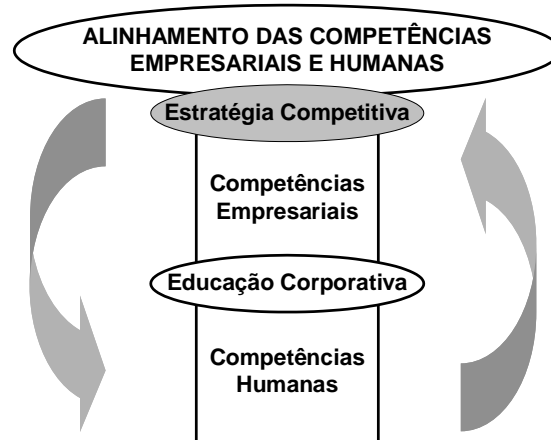 ALINHAMENTO DAS COMPETÊNCIAS
EMPRESARIAIS E HUMANAS
Estratégia Competitiva
Competências
Empresariais
Educação Corporativa
Competências
Humanas